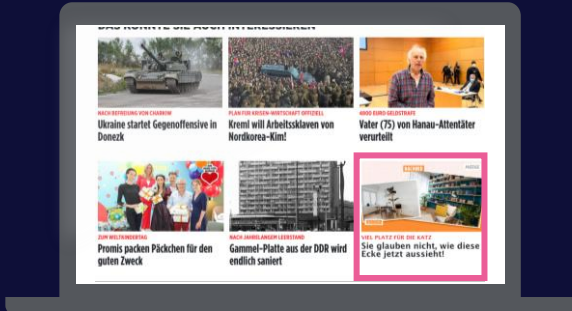 DAS KÖNNTE SIE AUCH INTERESSIEREN
NACH BEFREIUNG VON CHARKIW
Ukraine startet Gegenoffensive in
Donezk
PLAN FÜR KRISEN-WIRTSCHAFT OFFIZIELL
Kreml will Arbeitssklaven von
Nordkorea-Kim!
4000 EURO GELDSTRAFE
Vater (75) von Hanau-Attentäter
verurteilt
ZUM WELTKINDERTAG
Promis packen Päckchen für den
guten Zweck
NACH JAHRELANGEM LEERSTAND
Gammel-Platte aus der DDR wird
endlich saniert
ANZEIGE
VIEL PLATZ FÜR DIE KATZ
Sie glauben nicht, wie diese
Ecke jetzt aussieht!